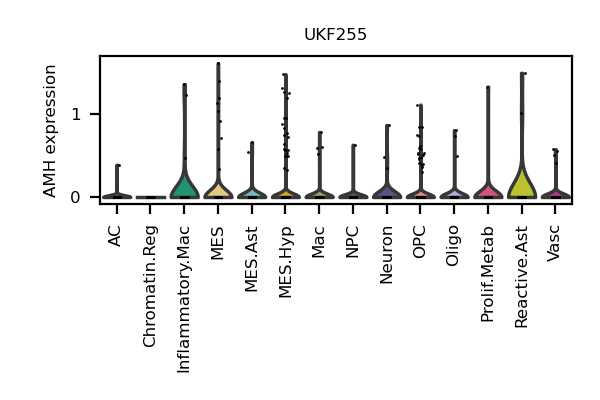 UKF255
AMH expression
1
0
AC
Chromatin.Reg
Inflammatory.Mac
MES
MES.Ast
MES.Hyp
Mac
NPC
Neuron
OPC
Oligo
Prolif.Metab
Reactive.Ast
Vasc